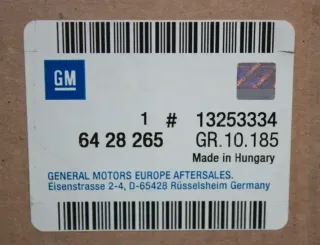 GM
1 # 13253334
64 28 265 GR.10.185
Made in Hungary
GENERAL MOTORS EUROPE AFTERSALES.
Eisenstrasse 2-4, D-65428 Rüsselsheim Germany